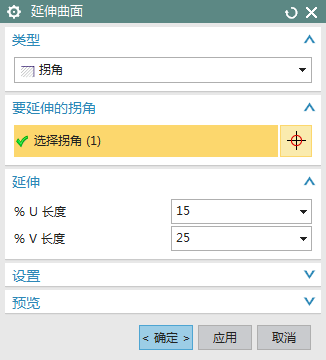 延伸曲面
类型
拐角
要延伸的拐角
选择拐角 (1)
延伸
% U 长度 15
% V 长度 25
设置
预览
< 确定 > 应用 取消